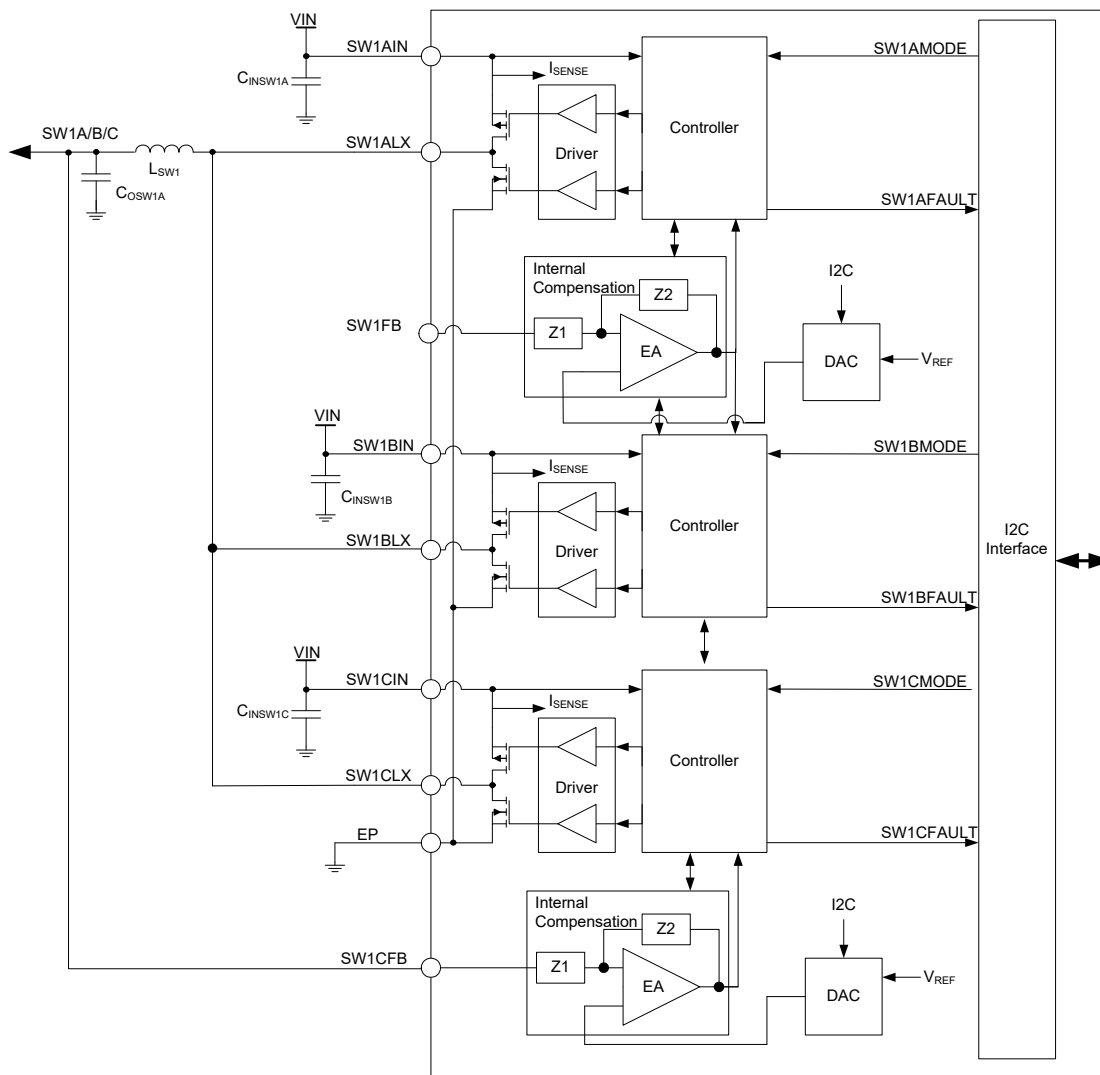 VIN
SW1AIN
CINSW1A
ISENSE
Controller
SW1AMODE
SW1A/B/C
LSW1
COSW1A
SW1ALX
Driver
SW1AFAULT
Internal
Compensation
Z2
I2C
SW1FB
Z1
EA
DAC
VREF
VIN
SW1BIN
CINSW1B
ISENSE
SW1BMODE
Controller
I2C
Interface
SW1BLX
Driver
SW1BFAULT
VIN
SW1CIN
CINSW1C
ISENSE
SW1CMODE
Controller
SW1CLX
Driver
EP
SW1CFAULT
Internal
Compensation
Z2
I2C
SW1CFB
Z1
EA
DAC
VREF